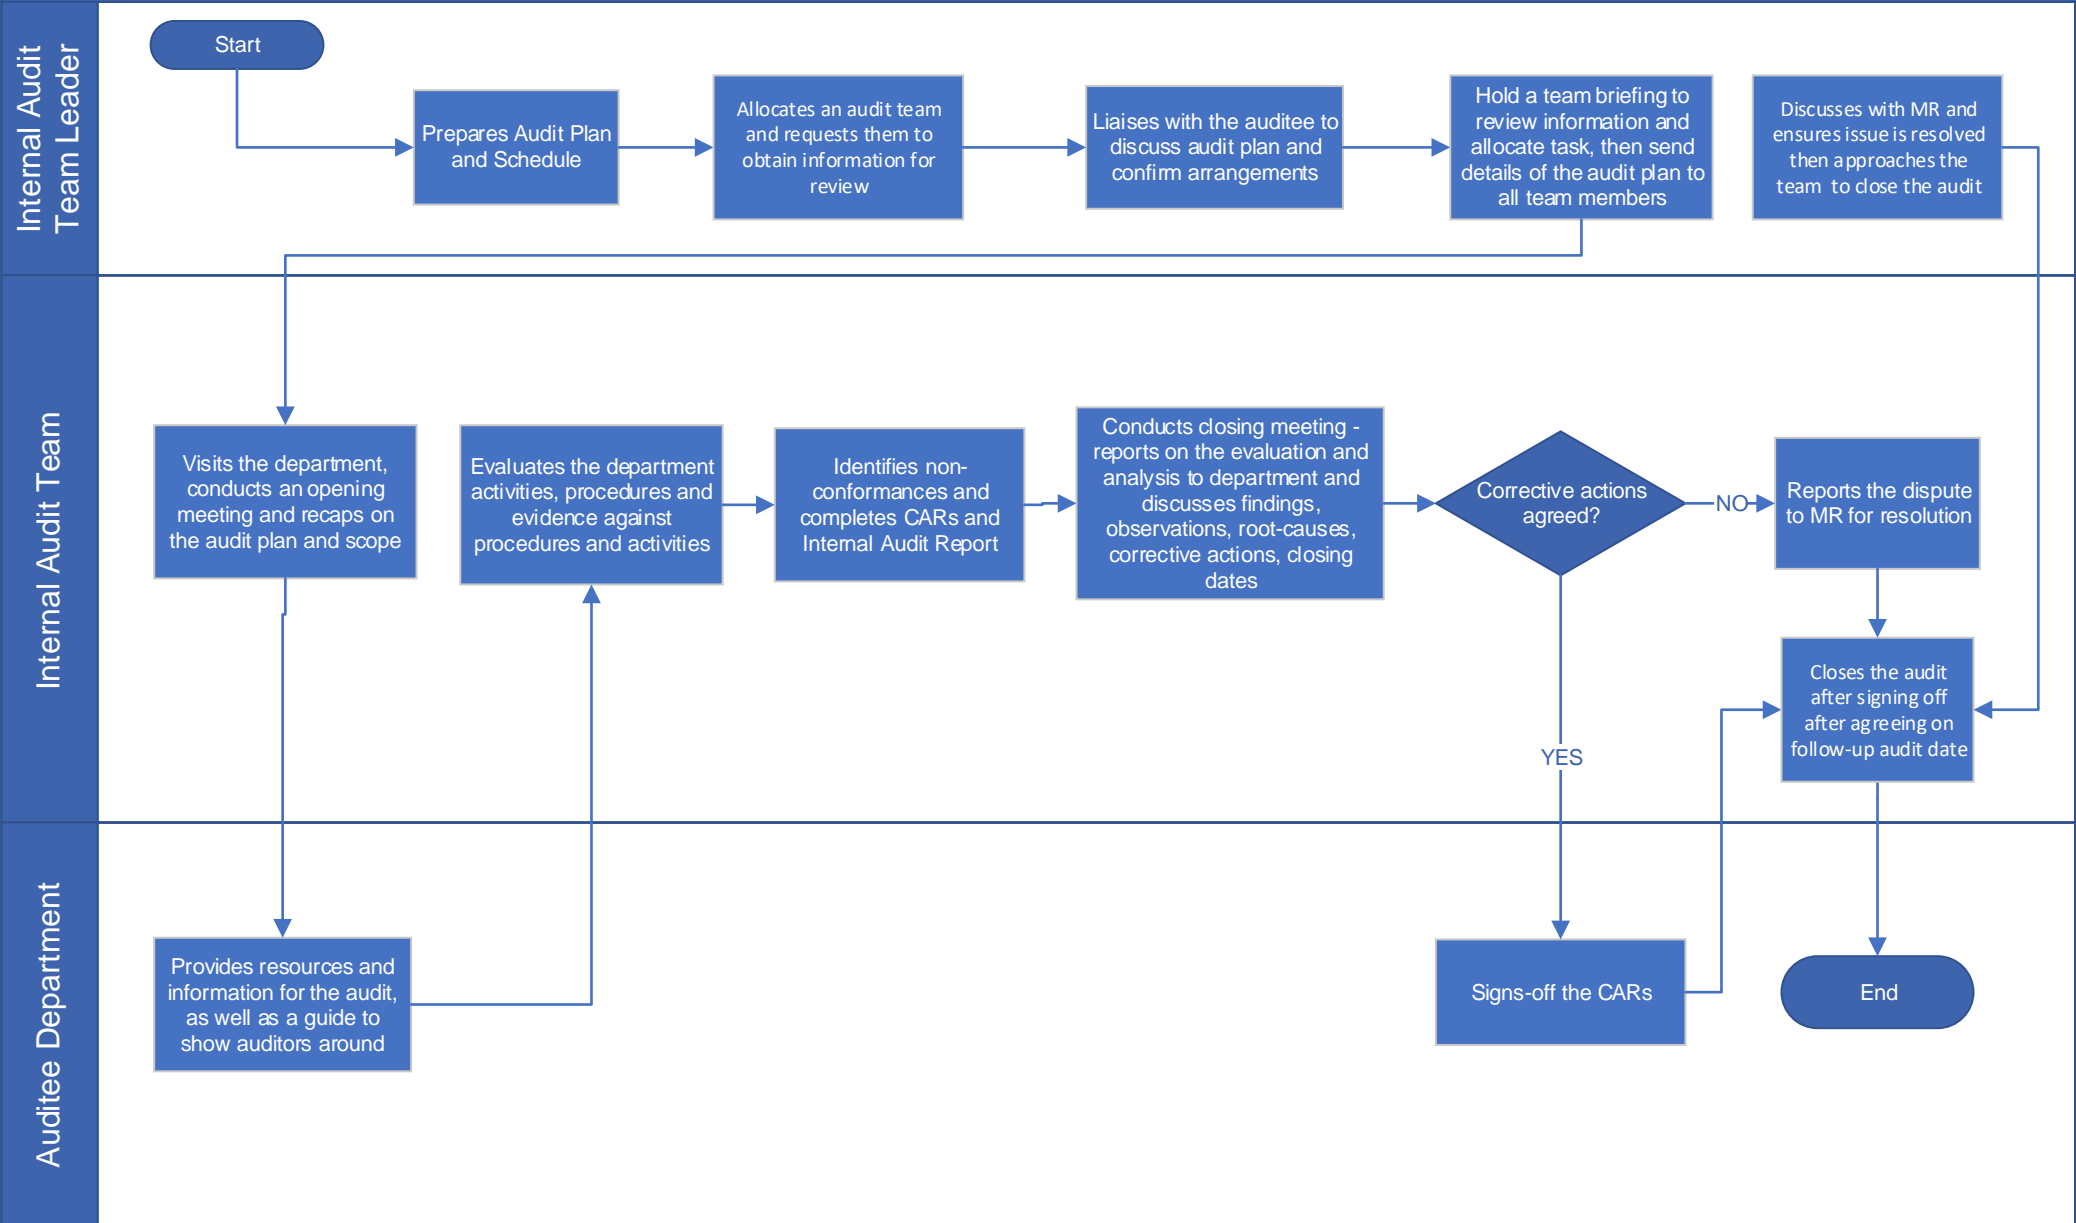 Internal Audit
Team Leader
Start
Prepares Audit Plan
and Schedule
Allocates an audit team
and requests them to
obtain information for
review
Liaises with the auditee to
discuss audit plan and
confirm arrangements
Hold a team briefing to
review information and
allocate task, then send
details of the audit plan to
all team members
Discusses with MR and
ensures issue is resolved
then approaches the
team to close the audit
Internal Audit Team
Visits the department,
conducts an opening
meeting and recaps on
the audit plan and scope
Evaluates the department
activities, procedures and
evidence against
procedures and activities
Identifies non-
conformances and
completes CARs and
Internal Audit Report
Conducts closing meeting -
reports on the evaluation and
analysis to department and
discusses findings,
observations, root-causes,
corrective actions, closing
dates
Corrective actions
agreed?
NO
Reports the dispute
to MR for resolution
YES
Closes the audit
after signing off
after agreeing on
follow-up audit date
Auditee Department
Provides resources and
information for the audit,
as well as a guide to
show auditors around
Signs-off the CARs
End